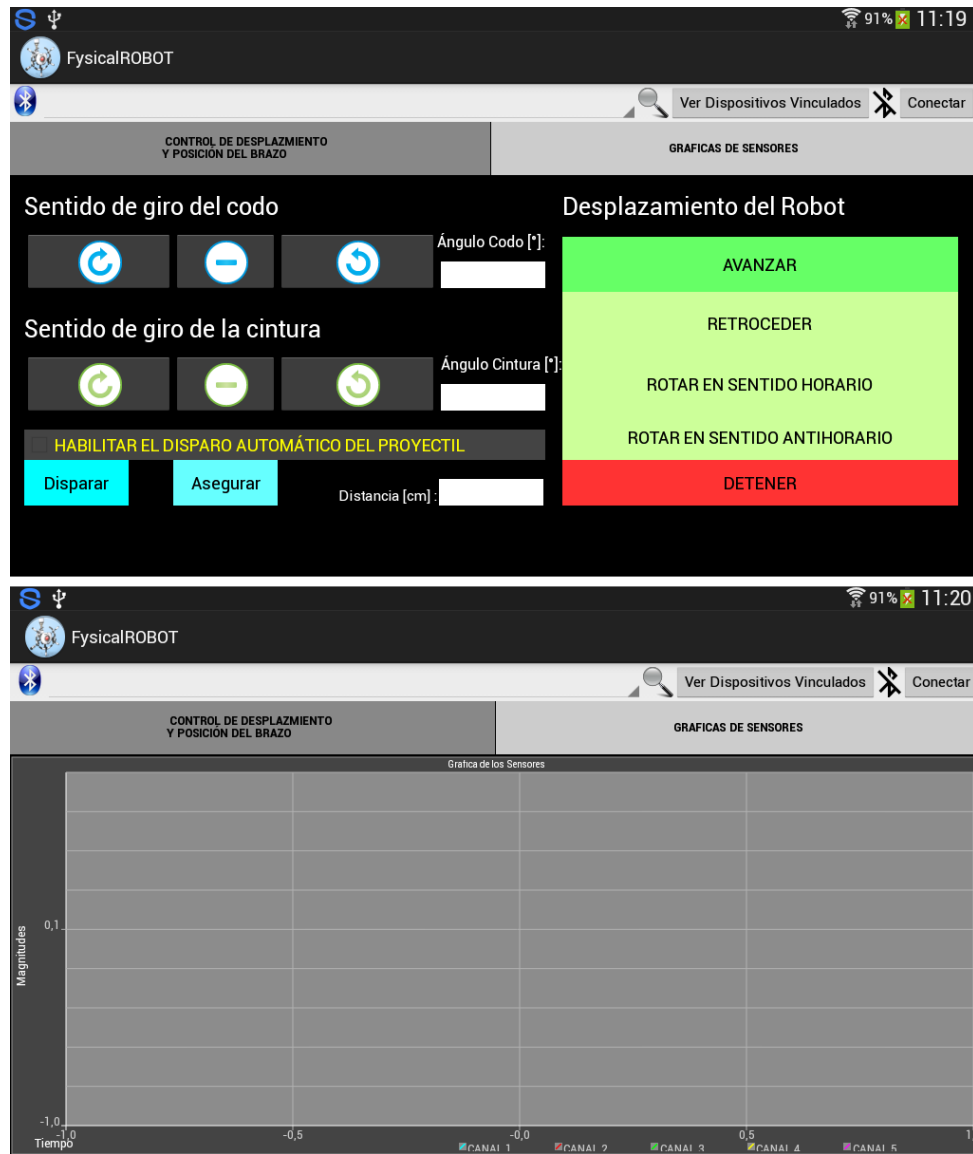 91% 11:19
FysicalROBOT
Ver Dispositivos Vinculados Conectar
CONTROL DE DESPLAZMIENTO
Y POSICIÓN DEL BRAZO
GRAFICAS DE SENSORES
Sentido de giro del codo
Ángulo Codo [°]:
Sentido de giro de la cintura
Ángulo Cintura [°]:
HABILITAR EL DISPARO AUTOMÁTICO DEL PROYECTIL
Disparar Asegurar Distancia [cm] :
Desplazamiento del Robot
AVANZAR
RETROCEDER
ROTAR EN SENTIDO HORARIO
ROTAR EN SENTIDO ANTIHORARIO
DETENER
91% 11:20
FysicalROBOT
Ver Dispositivos Vinculados Conectar
CONTROL DE DESPLAZMIENTO
Y POSICIÓN DEL BRAZO
GRAFICAS DE SENSORES
Grafica de los Sensores
Magnitudes
0,1
-1,0
-1,0 -0,5 -0,0 0,5
Tiempo
CANAL 1 CANAL 2 CANAL 3 CANAL 4 CANAL 5